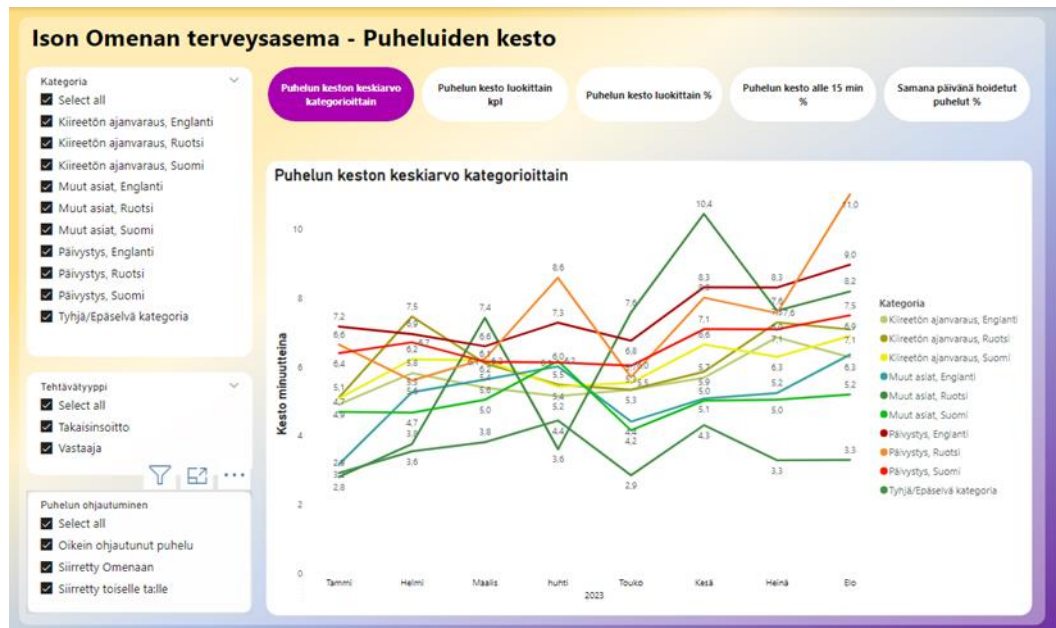 Ison Omenan terveysasema - Puheluiden kesto
Kategoria
Select all
Kiireetön ajanvaraus, Englanti
Kiireetön ajanvaraus, Ruotsi
Kiireetön ajanvaraus, Suomi
Muut asiat, Englanti
Muut asiat, Ruotsi
Muut asiat, Suomi
Päivystys, Englanti
Päivystys, Ruotsi
Päivystys, Suomi
Tyhjä/Epäselvä kategoria
Tehtävätyyppi
Select all
Takaisinsoitto
Vastaaja
Puhelun ohjautuminen
Select all
Oikein ohjautunut puhelu
Siirretty Omenaan
Siirretty toiselle ta:lle
Puhelun keston keskiarvo
kategorioittain
Puhelun kesto luokittain
kpl
Puhelun kesto luokittain %
Puhelun kesto alle 15 min
%
Samana päivänä hoidetut
puhelut %
Puhelun keston keskiarvo kategorioittain
Kesto minuutteina
10
8
6
4
2
0
7,2
6,6
6,4
5,1
4,9
2,8
7,5
6,9
6,7
6,2
5,8
5,6
4,7
3,8
3,6
7,4
6,6
6,2
5,6
5,0
3,8
8,6
7,3
6,0
5,5
5,4
5,2
4,4
3,6
7,6
6,8
5,5
5,3
4,4
4,2
2,9
10,4
8,3
7,1
6,6
5,9
5,0
5,1
4,3
8,3
7,6
7,6
7,1
6,3
5,2
5,0
3,3
11,0
9,0
8,2
7,5
6,9
7,1
6,3
5,2
3,3
Tammi
Helmi
Maalis
huhti
Touko
Kesä
Heinä
Elo
2023
Kategoria
Kiireetön ajanvaraus, Englanti
Kiireetön ajanvaraus, Ruotsi
Kiireetön ajanvaraus, Suomi
Muut asiat, Englanti
Muut asiat, Ruotsi
Muut asiat, Suomi
Päivystys, Englanti
Päivystys, Ruotsi
Päivystys, Suomi
Tyhjä/Epäselvä kategoria